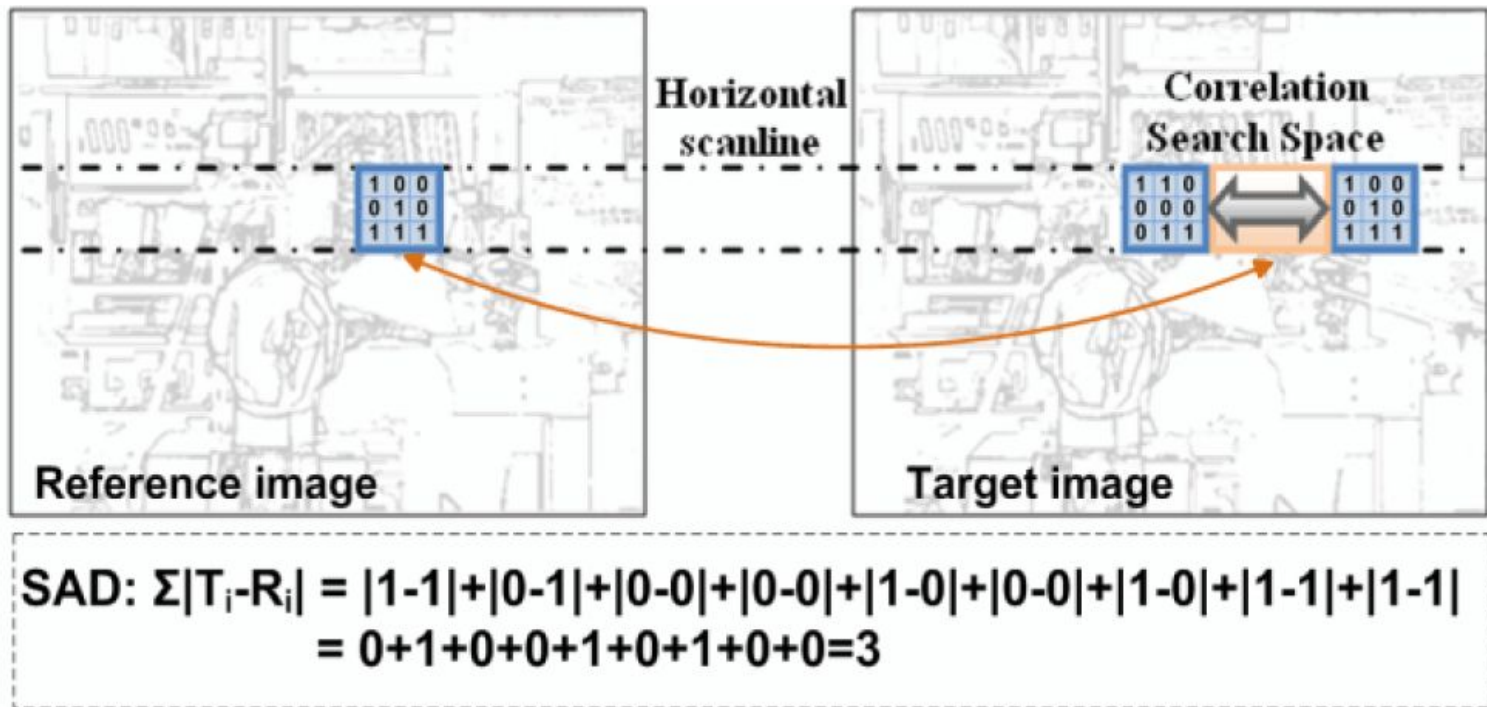 Horizontal
scanline
Correlation
Search Space
1 0 0
0 1 0
1 1 1
1 1 0
0 0 0
0 1 1
1 0 0
0 1 0
1 1 1
Reference image
Target image
SAD: Σ|Tᵢ-Rᵢ| = |1-1|+|0-1|+|0-0|+|0-0|+|1-0|+|0-0|+|1-0|+|1-1|+|1-1|
= 0+1+0+0+1+0+1+0+0=3